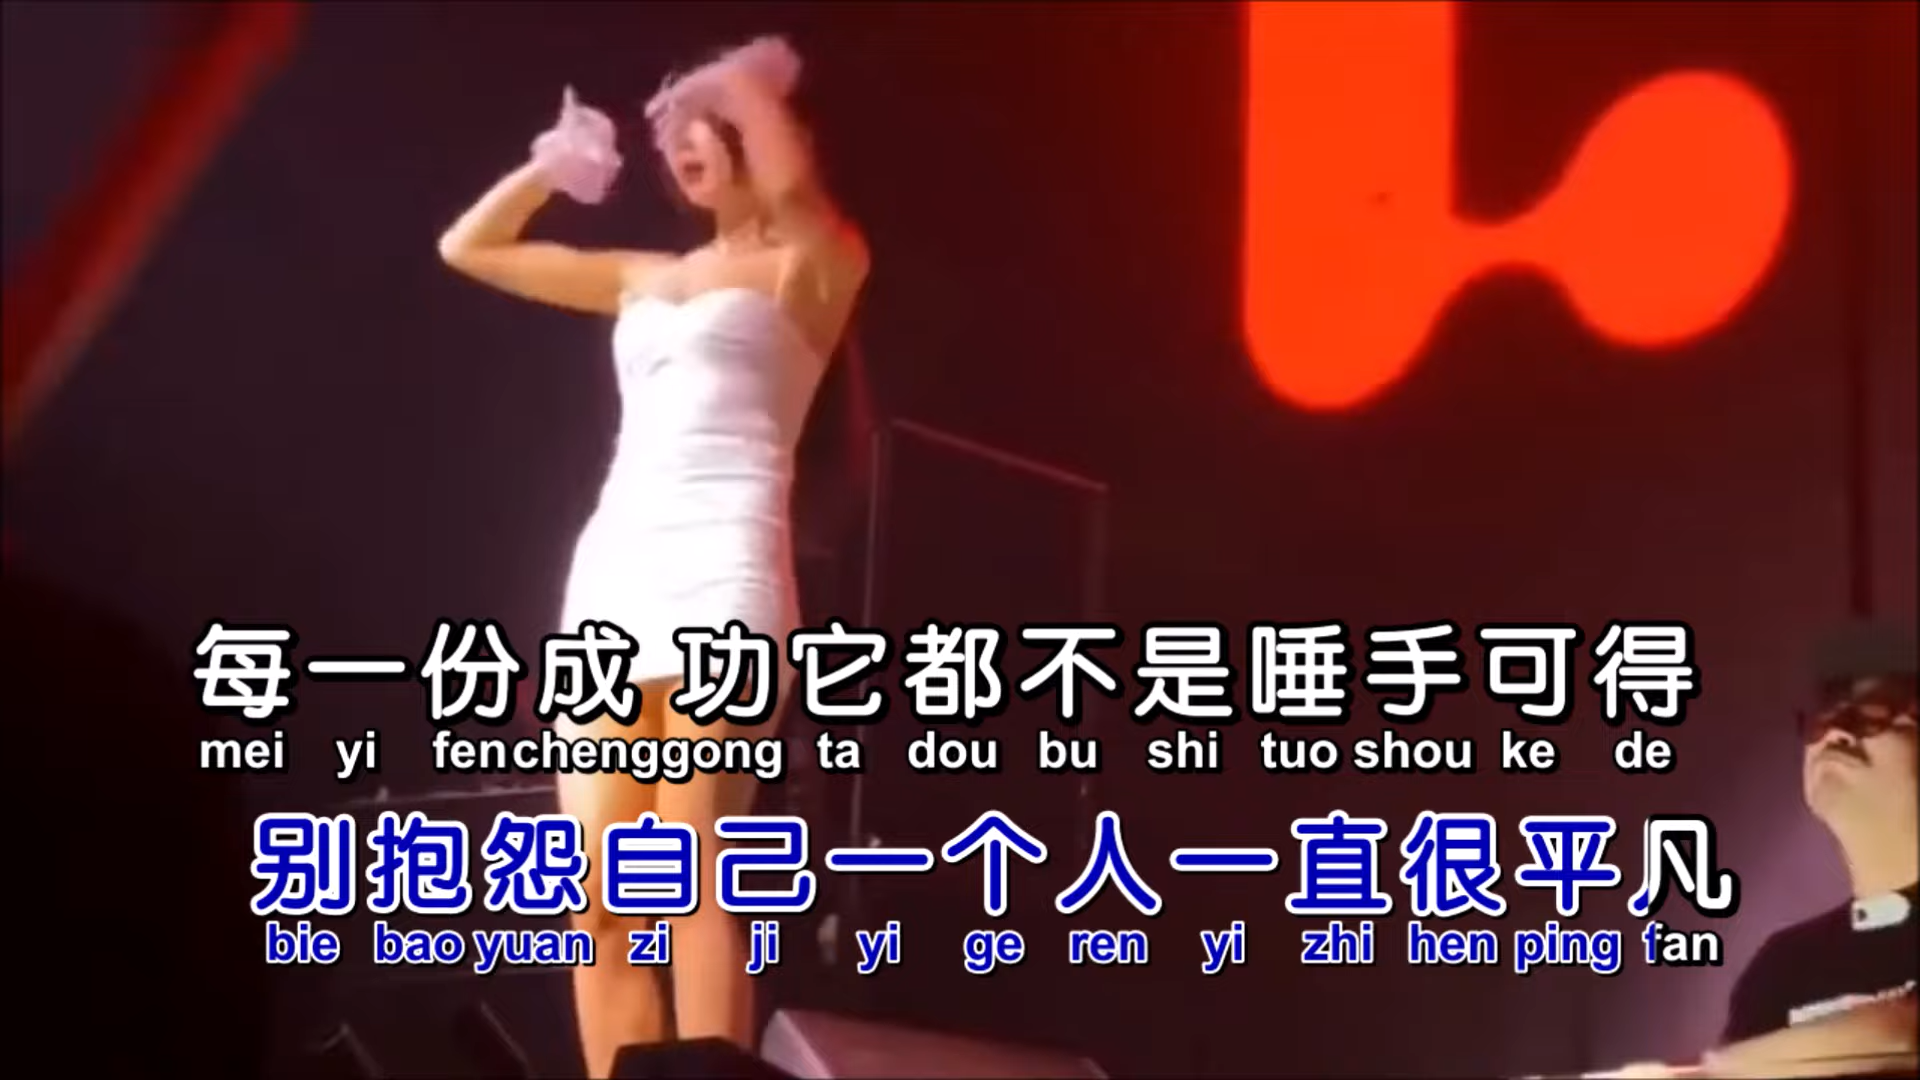 每一份成 功它都不是唾手可得
mei yi fenchenggong ta dou bu shi tuo shou ke de
别抱怨自己一个人一直很平凡
bie bao yuan zi ji yi ge ren yi zhi hen ping fan